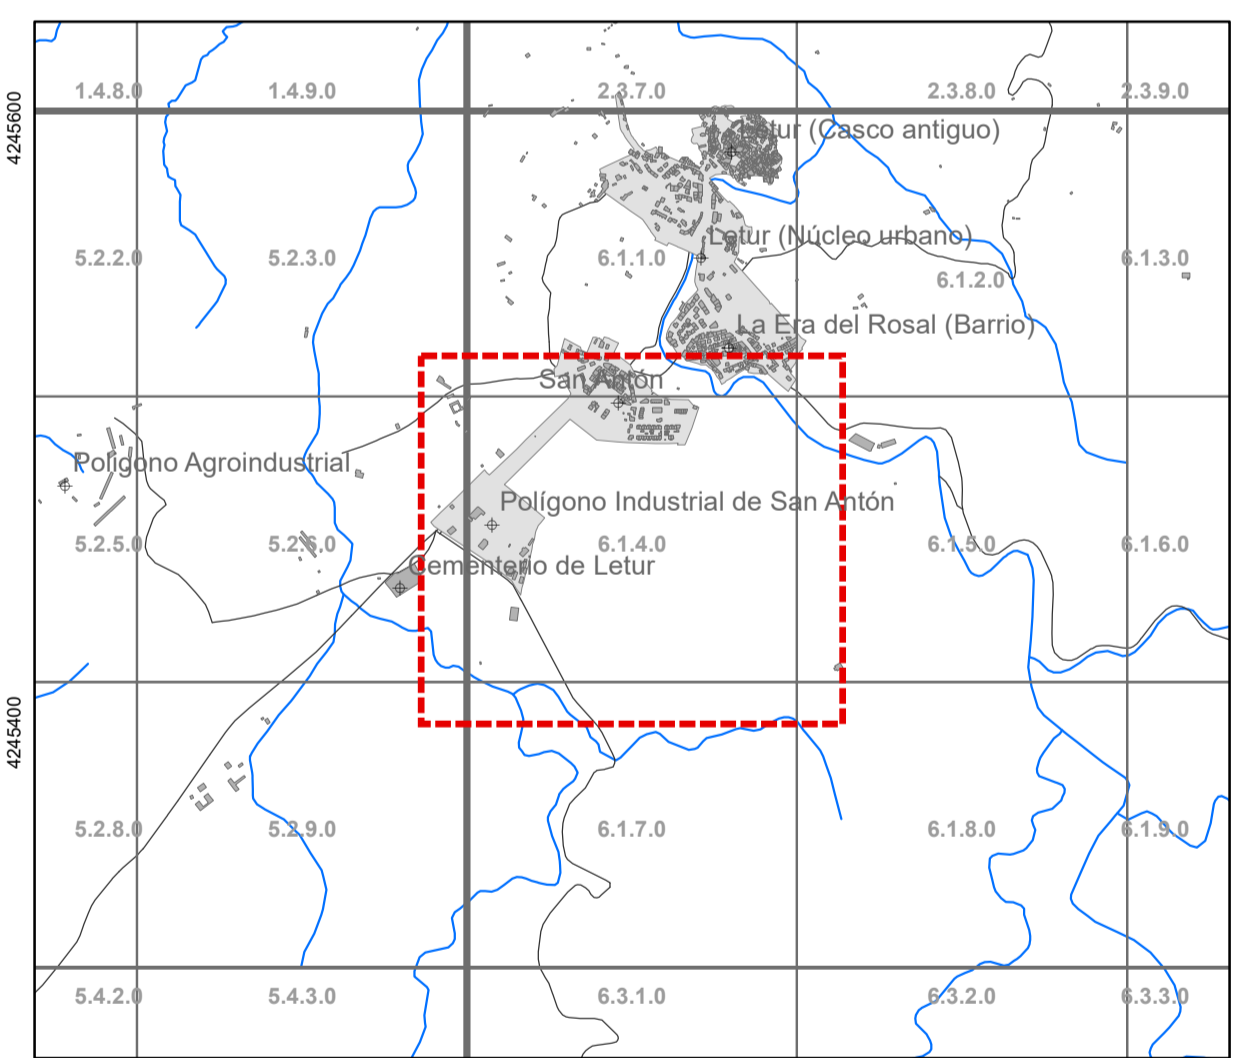 1.4.8.0 1.4.9.0 2.3.7.0 2.3.8.0 2.3.9.0
4245600
Letur (Casco antiguo)
Letur (Núcleo urbano)
5.2.2.0 5.2.3.0 6.1.1.0 6.1.2.0 6.1.3.0
La Era del Rosal (Barrio)
San Antón
Polígono Agroindustrial
Polígono Industrial de San Antón
5.2.5.0 5.2.6.0 6.1.4.0 6.1.5.0 6.1.6.0
Cementerio de Letur
4245400
5.2.8.0 5.2.9.0 6.1.7.0 6.1.8.0 6.1.9.0
5.4.2.0 5.4.3.0 6.3.1.0 6.3.2.0 6.3.3.0